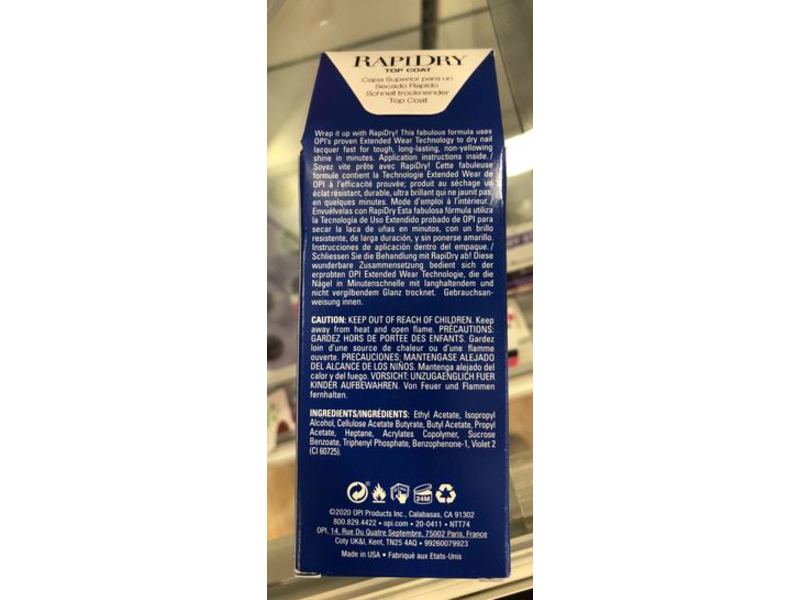 RAPIDRY
TOP COAT
Capa Superior para un
Secado Rapido
Schnell trocknender
Top Coat
Wrap it up with RapiDry! This fabulous formula uses
OPI's proven Extended Wear Technology to dry nail
lacquer fast for tough, long-lasting, non-yellowing
shine in minutes. Application instructions inside. /
Soyez vite prête avec RapiDry! Cette fabuleuse
formule contient la Technologie Extended Wear de
OPI à l'efficacité prouvée; produit au séchage un
éclat résistant, durable, ultra brillant qui ne jaunit pas,
en quelques minutes. Mode d'emploi à l'intérieur. /
Envuélvelas con RapiDry Esta fabulosa fórmula utiliza
la Tecnología de Uso Extendido probado de OPI para
secar la laca de uñas en minutos, con un brillo
resistente, de larga duración, y sin ponerse amarillo.
Instrucciones de aplicación dentro del empaque. /
Schliessen Sie die Behandlung mit RapiDry ab! Diese
wunderbare Zusammensetzung bedient sich der
erprobten OPI Extended Wear Technologie, die die
Nägel in Minutenschnelle mit langhaltendem und
nicht vergilbendem Glanz trocknet. Gebrauchsan-
weisung innen.
CAUTION: KEEP OUT OF REACH OF CHILDREN. Keep
away from heat and open flame. PRÉCAUTIONS:
GARDEZ HORS DE PORTEE DES ENFANTS. Gardez
loin d'une source de chaleur ou d'une flamme
ouverte. PRECAUCIONES: MANTENGASE ALEJADO
DEL ALCANCE DE LOS NIÑOS. Mantenga alejado del
calor y del fuego. VORSICHT: UNZUGAENGLICH FUER
KINDER AUFBEWAHREN. Von Feuer und Flammen
fernhalten.
INGREDIENTS/INGRÉDIENTS: Ethyl Acetate, Isopropyl
Alcohol, Cellulose Acetate Butyrate, Butyl Acetate, Propyl
Acetate, Heptane, Acrylates Copolymer, Sucrose
Benzoate, Triphenyl Phosphate, Benzophenone-1, Violet 2
(CI 60725).
24M
©2020 OPI Products Inc., Calabasas, CA 91302
800.829.4422 • opi.com • 20-0411 • NTT74
OPI, 14, Rue Du Quatre Septembre, 75002 Paris, France
Coty UK&I, Kent, TN25 4AQ • 99260079923
Made in USA • Fabriqué aux Etats-Unis